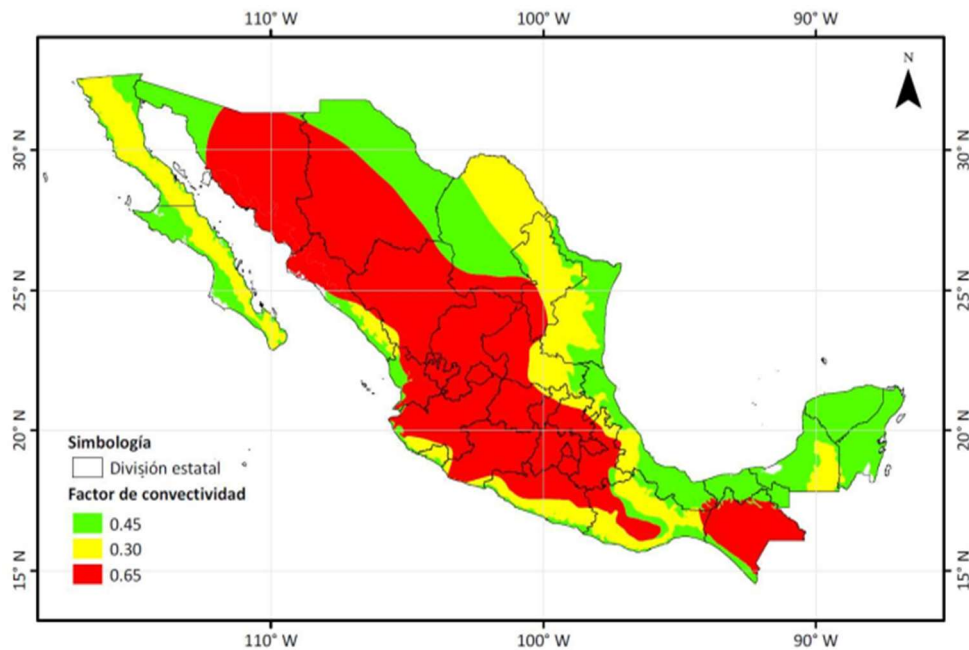 110° W 100° W 90° W
N
30° N 30° N
25° N 25° N
20° N 20° N
Simbología
División estatal
Factor de convectividad
0.45
0.30
0.65
15° N 15° N
110° W 100° W 90° W